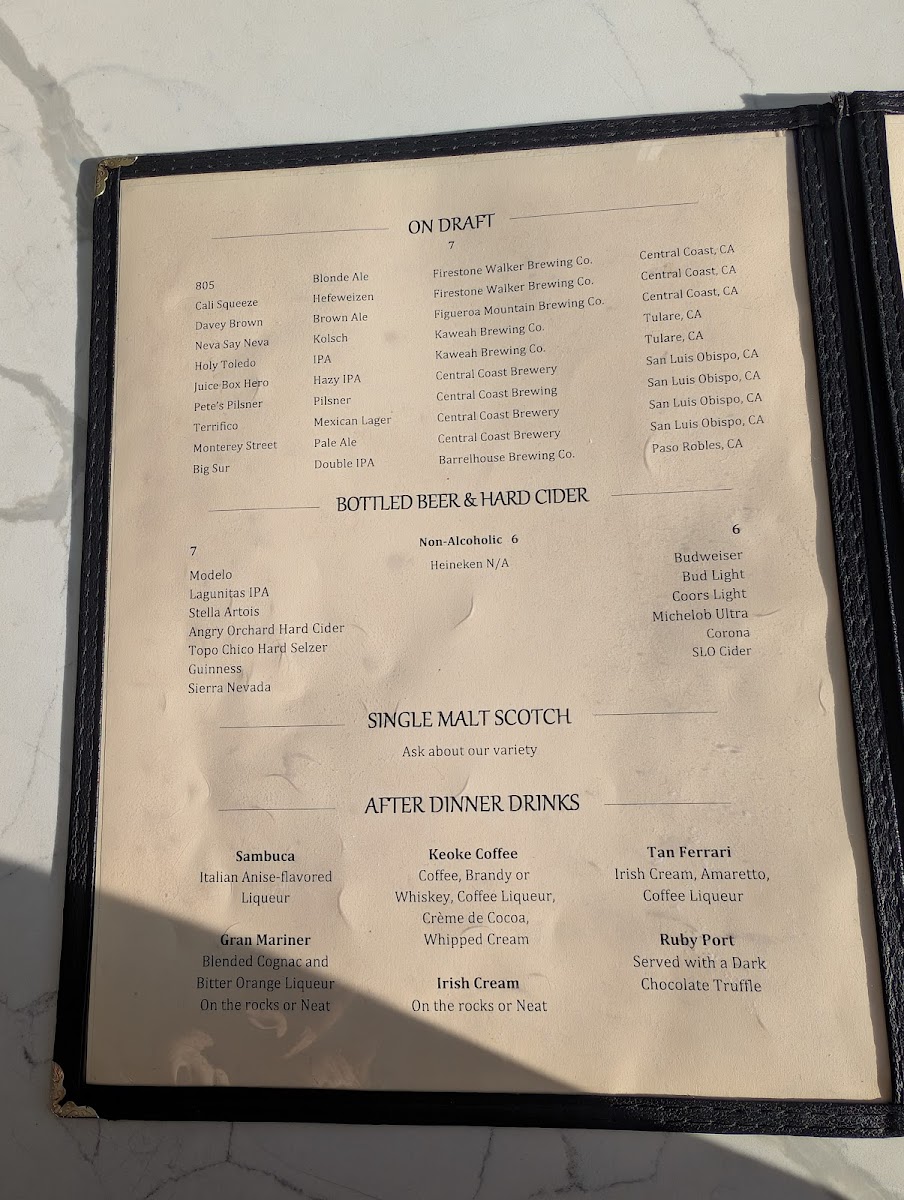 ON DRAFT
7
805 Blonde Ale Firestone Walker Brewing Co. Central Coast, CA
Cali Squeeze Hefeweizen Firestone Walker Brewing Co. Central Coast, CA
Davey Brown Brown Ale Figueroa Mountain Brewing Co. Central Coast, CA
Neva Say Neva Kolsch Kaweah Brewing Co. Tulare, CA
Holy Toledo IPA Kaweah Brewing Co. Tulare, CA
Juice Box Hero Hazy IPA Central Coast Brewery San Luis Obispo, CA
Pete's Pilsner Pilsner Central Coast Brewing San Luis Obispo, CA
Terrifico Mexican Lager Central Coast Brewery San Luis Obispo, CA
Monterey Street Pale Ale Central Coast Brewery San Luis Obispo, CA
Big Sur Double IPA Barrelhouse Brewing Co. Paso Robles, CA
BOTTLED BEER & HARD CIDER
7
Modelo
Lagunitas IPA
Stella Artois
Angry Orchard Hard Cider
Topo Chico Hard Selzer
Guinness
Sierra Nevada
Non-Alcoholic 6
Heineken N/A
6
Budweiser
Bud Light
Coors Light
Michelob Ultra
Corona
SLO Cider
SINGLE MALT SCOTCH
Ask about our variety
AFTER DINNER DRINKS
Sambuca
Italian Anise-flavored
Liqueur
Gran Mariner
Blended Cognac and
Bitter Orange Liqueur
On the rocks or Neat
Keoke Coffee
Coffee, Brandy or
Whiskey, Coffee Liqueur,
Crème de Cocoa,
Whipped Cream
Irish Cream
On the rocks or Neat
Tan Ferrari
Irish Cream, Amaretto,
Coffee Liqueur
Ruby Port
Served with a Dark
Chocolate Truffle